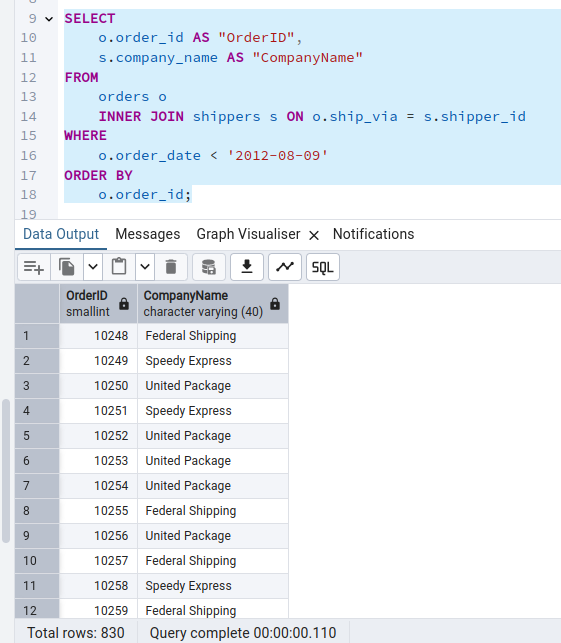 9 SELECT
10 o.order_id AS "OrderID",
11 s.company_name AS "CompanyName"
12 FROM
13 orders o
14 INNER JOIN shippers s ON o.ship_via = s.shipper_id
15 WHERE
16 o.order_date < '2012-08-09'
17 ORDER BY
18 o.order_id;
19
Data Output Messages Graph Visualiser Notifications
SQL
OrderID CompanyName
smallint character varying (40)
1 10248 Federal Shipping
2 10249 Speedy Express
3 10250 United Package
4 10251 Speedy Express
5 10252 United Package
6 10253 United Package
7 10254 United Package
8 10255 Federal Shipping
9 10256 United Package
10 10257 Federal Shipping
11 10258 Speedy Express
12 10259 Federal Shipping
Total rows: 830 Query complete 00:00:00.110